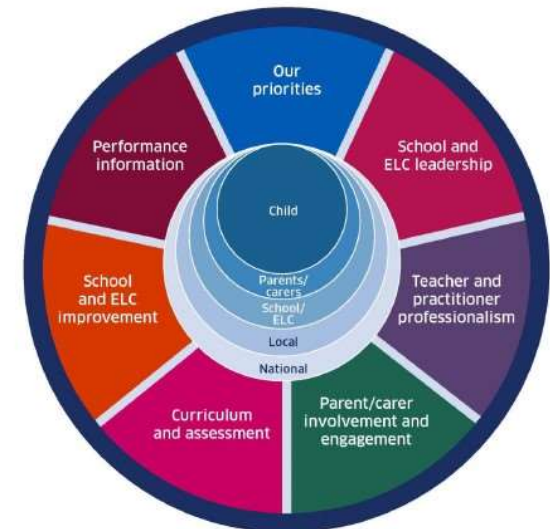 Our
priorities
School and
ELC leadership
Teacher and
practitioner
professionalism
Parent/carer
involvement and
engagement
Curriculum
and assessment
School
and ELC
improvement
Performance
information
Child
Parents/
carers
School/
ELC
Local
National